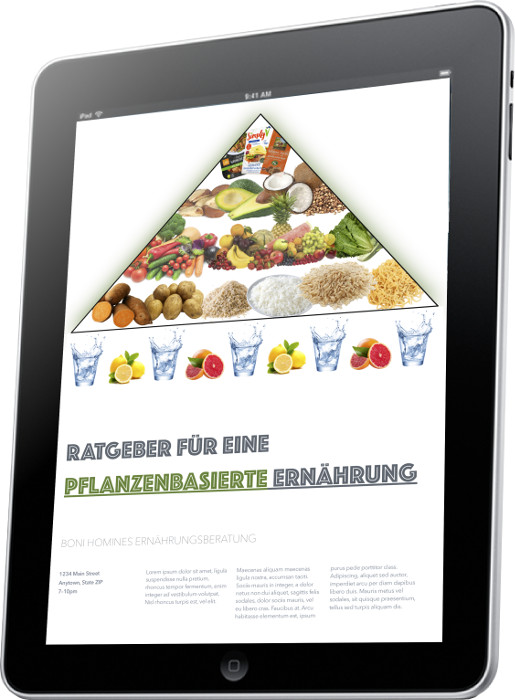 iPad
9:41 AM
Simply V
RATGEBER FÜR EINE
PFLANZENBASIERTE ERNÄHRUNG
BONI HOMINES ERNÄHRUNGSBERATUNG
1234 Main Street
Anytown, State ZIP
7-10pm
Lorem ipsum dolor sit amet, ligula
suspendisse nulla pretium,
rhoncus tempor fermentum, enim
integer ad vestibulum volutpat.
Nisl rhoncus turpis est, vel elit
Maecenas aliquam maecenas
ligula nostra, accumsan taciti.
Sociis mauris in integer, a dolor
netus non dui aliquet, sagittis felis
sodales, dolor sociis mauris, vel
eu libero cras. Faucibus at. Arcu
habitasse elementum est, ipsum
purus pede porttitor class.
Adipiscing, aliquet sed auctor,
imperdiet arcu per diam dapibus
libero duis. Mauris metus vel
sodales, ut quisque praesentium,
tellus sed turpis aliquam dis.